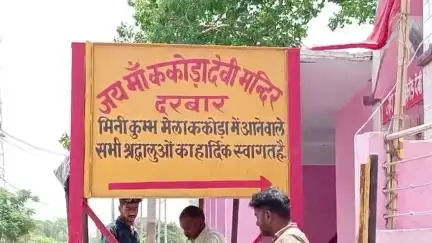 जय माँ ककोड़ा देवी मन्दिर
दरबार
मिनी कुम्भ मेला ककोड़ा में आने वाले
सभी श्रद्धालुओं का हार्दिक स्वागत है.